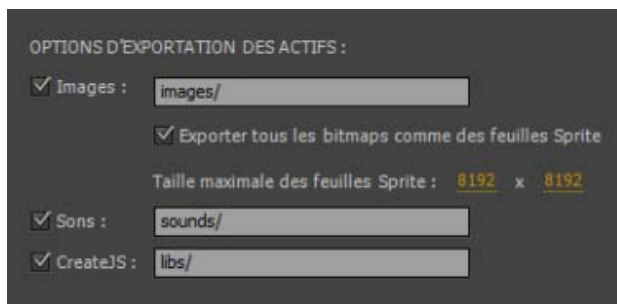 OPTIONS D'EXPORTATION DES ACTIFS :
Images : images/
Exporter tous les bitmaps comme des feuilles Sprite
Taille maximale des feuilles Sprite : 8192 x 8192
Sons : sounds/
CreateJS : libs/